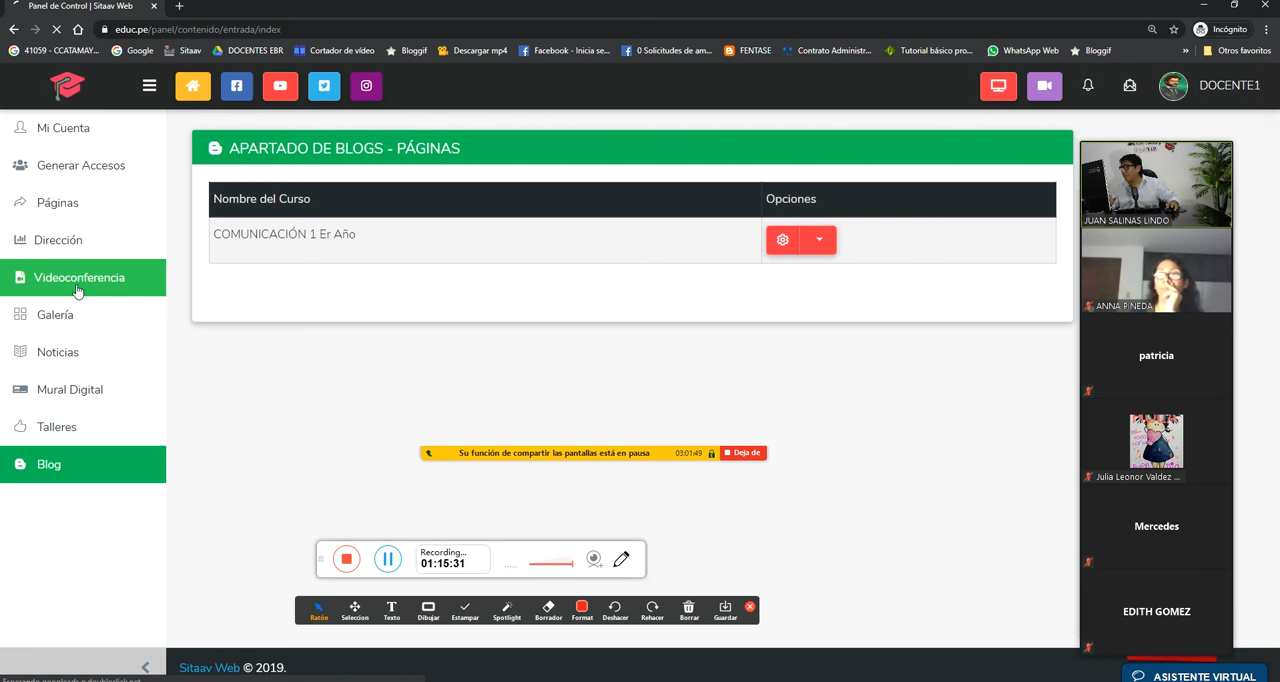 Panel de Control | Sitaav Web
educ.pe/panel/contenido/entrada/index
Incógnito
41059 - CCATAMAY...
Google
Sitaav
DOCENTES EBR
Cortador de vídeo
Bloggif
Descargar mp4
Facebook - Inicia se...
0 Solicitudes de am...
FENTASE
Contrato Administr...
Tutorial básico pro...
WhatsApp Web
Bloggif
»
Otros favoritos
DOCENTE1
Mi Cuenta
Generar Accesos
Páginas
Dirección
Videoconferencia
Galería
Noticias
Mural Digital
Talleres
Blog
APARTADO DE BLOGS - PÁGINAS
Nombre del Curso
Opciones
COMUNICACIÓN 1 Er Año
JUAN SALINAS LINDO
ANNA PINEDA
patricia
Julia Leonor Valdez ...
Mercedes
EDITH GOMEZ
Su función de compartir las pantallas está en pausa
03:01:49
Deja de
Recording...
01:15:31
Ratón
Seleccion
Texto
Dibujar
Estampar
Spotlight
Borrador
Format
Deshacer
Rehacer
Borrar
Guardar
Sitaav Web © 2019.
ASISTENTE VIRTUAL